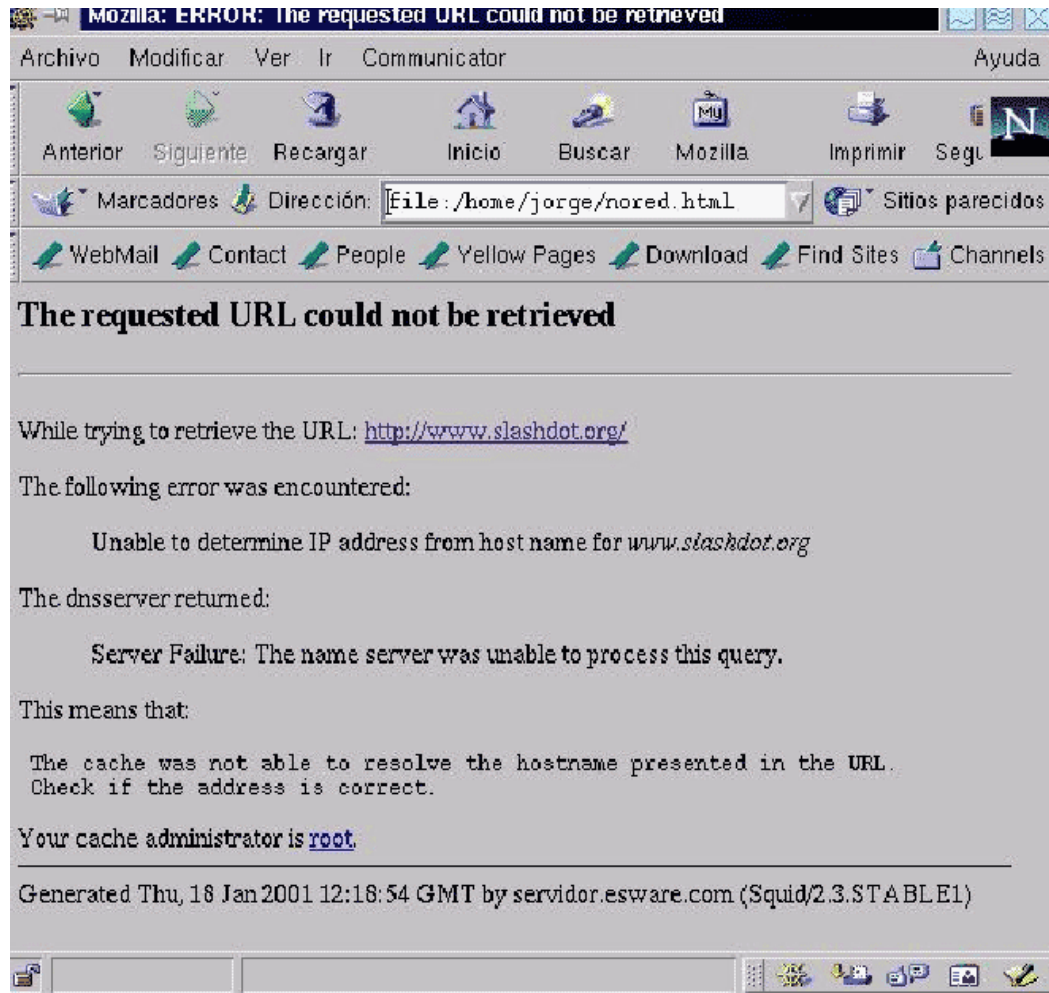 Mozilla: ERROR: The requested URL could not be retrieved
Archivo Modificar Ver Ir Communicator Ayuda
Anterior Siguiente Recargar Inicio Buscar Mozilla Imprimir Segu
My
N
Marcadores Dirección: file:/home/jorge/nored.html Sitios parecidos
WebMail Contact People Yellow Pages Download Find Sites Channels
The requested URL could not be retrieved
While trying to retrieve the URL: http://www.slashdot.org/
The following error was encountered:
Unable to determine IP address from host name for www.slashdot.org
The dnsserver returned:
Server Failure: The name server was unable to process this query.
This means that:
The cache was not able to resolve the hostname presented in the URL.
Check if the address is correct.
Your cache administrator is root.
Generated Thu, 18 Jan 2001 12:18:54 GMT by servidor.esware.com (Squid/2.3.STABLE1)